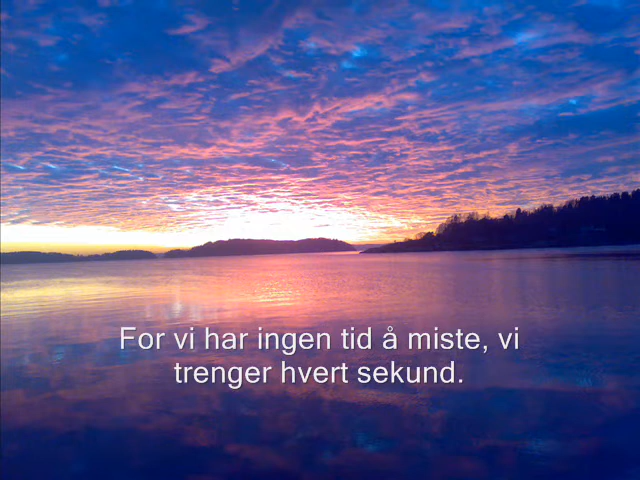 For vi har ingen tid å miste, vi
trenger hvert sekund.